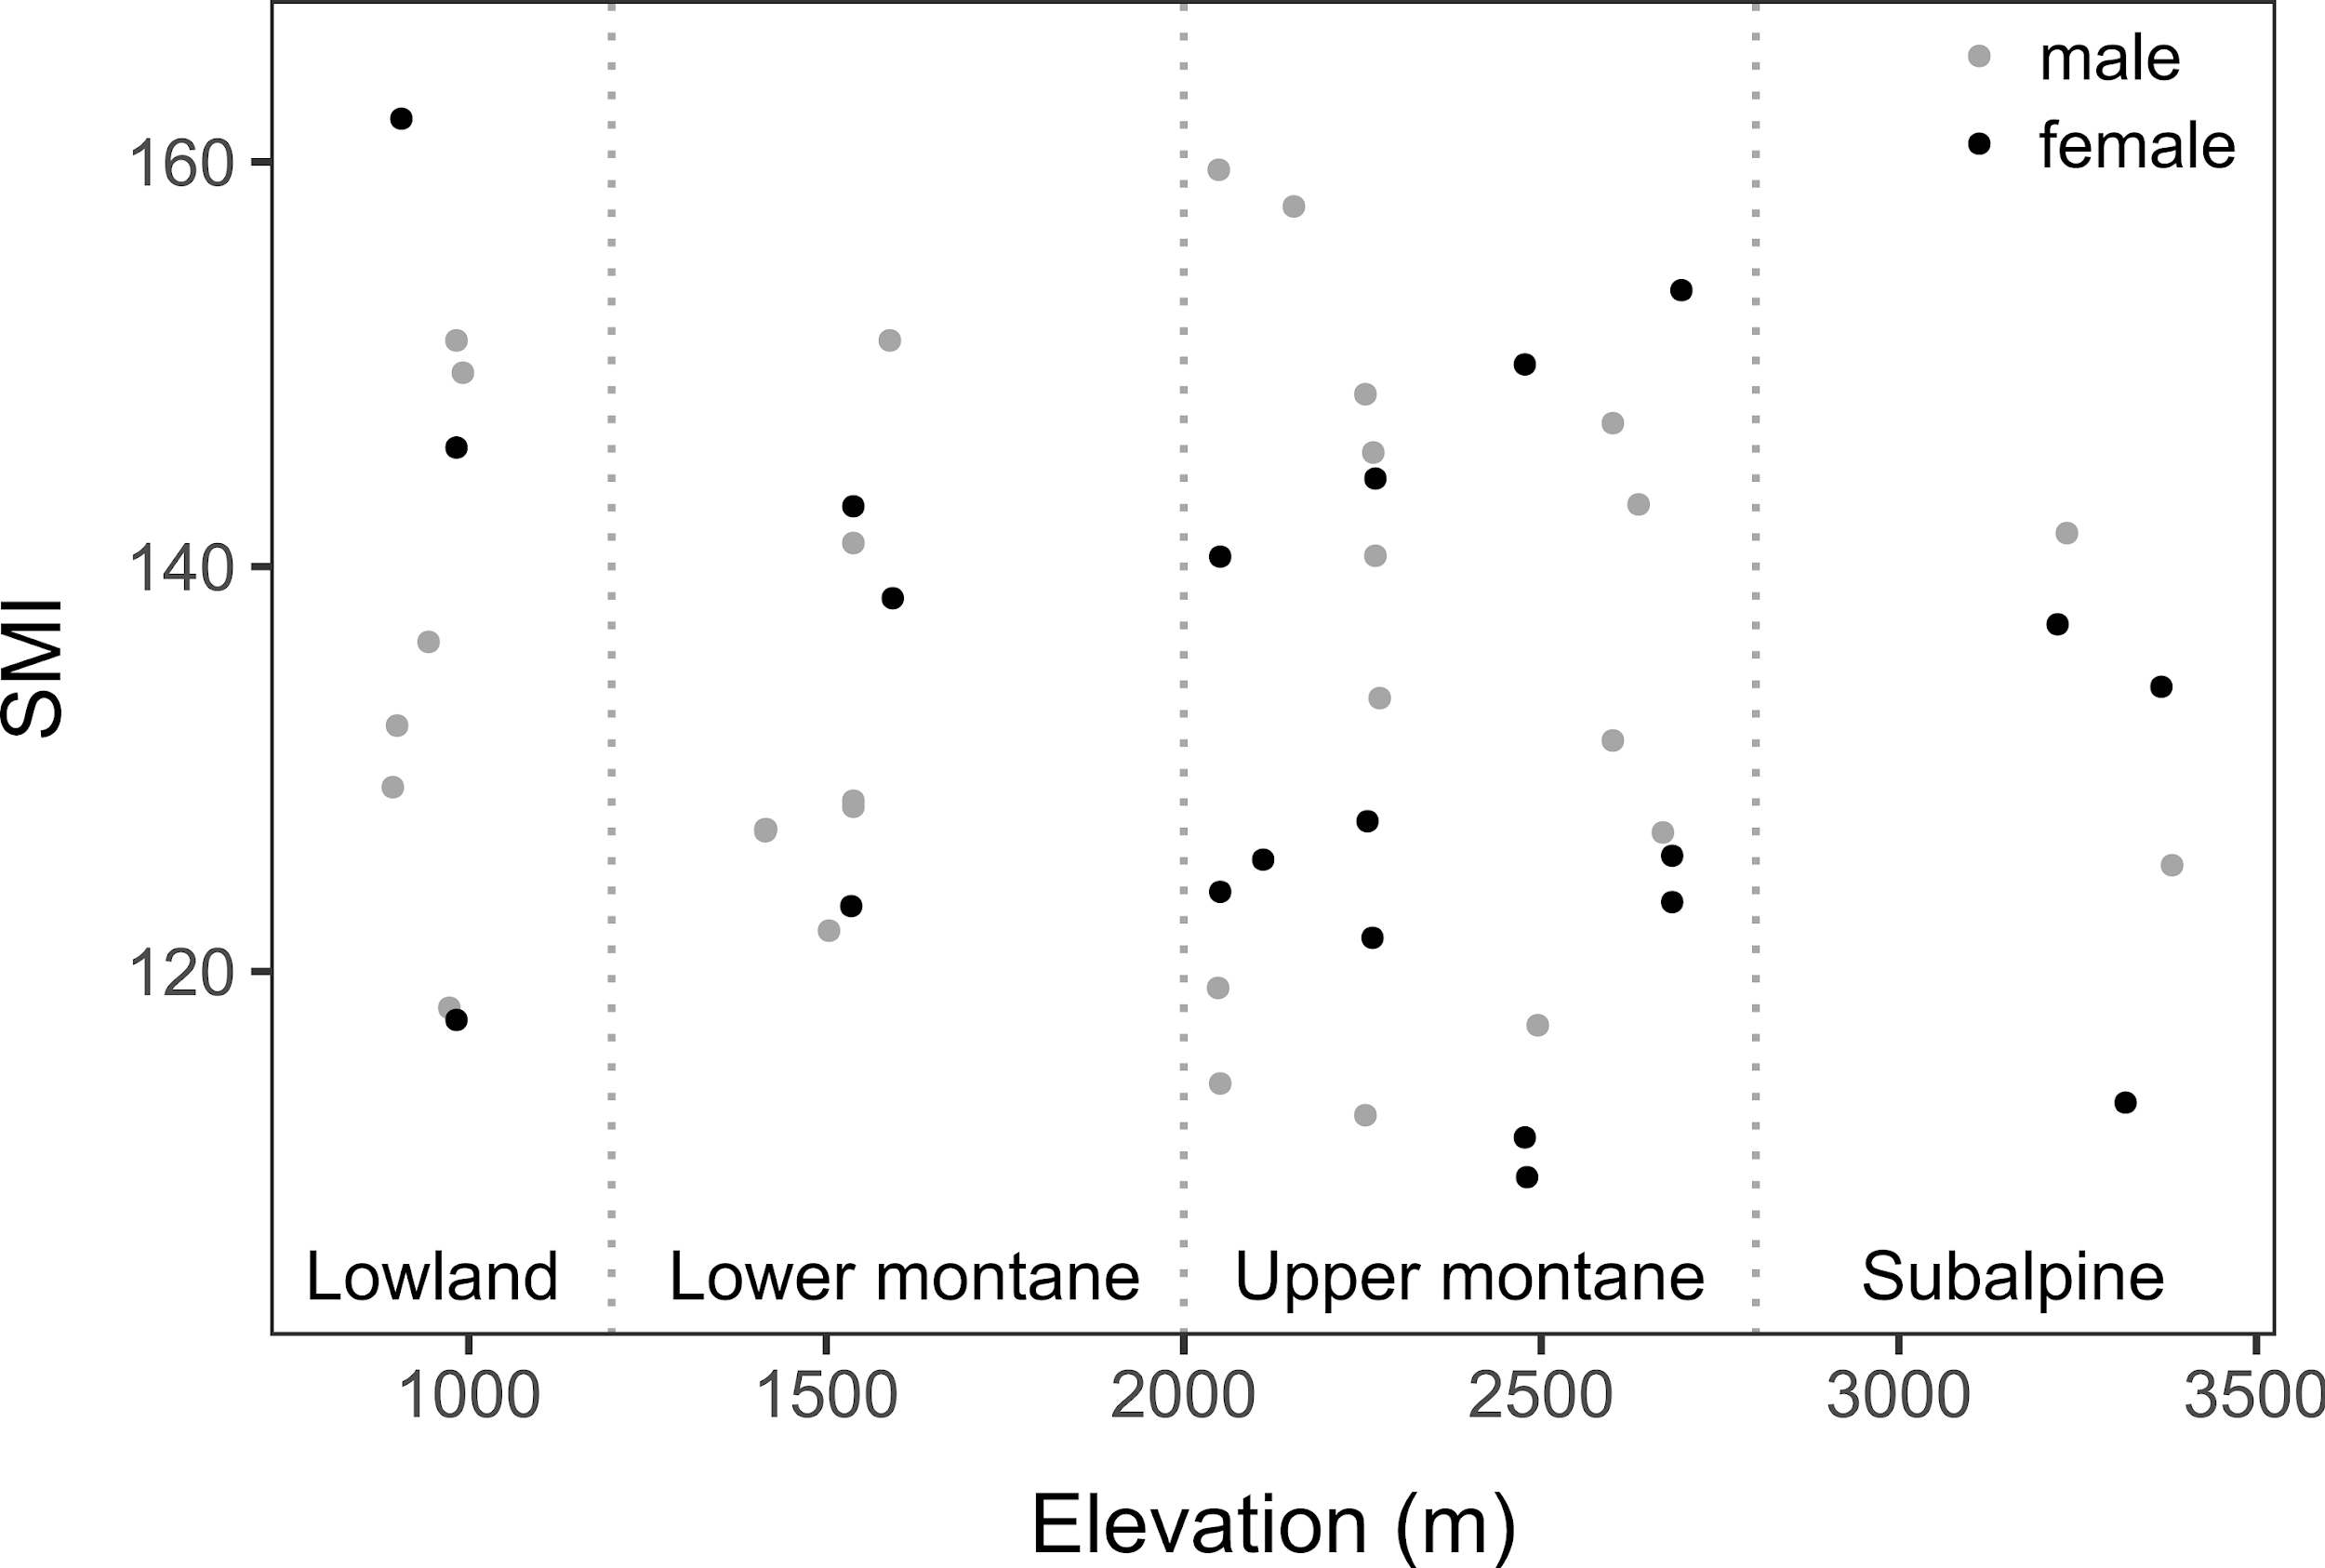 male
female
160
140
120
SMI
Lowland
Lower montane
Upper montane
Subalpine
1000
1500
2000
2500
3000
3500
Elevation (m)